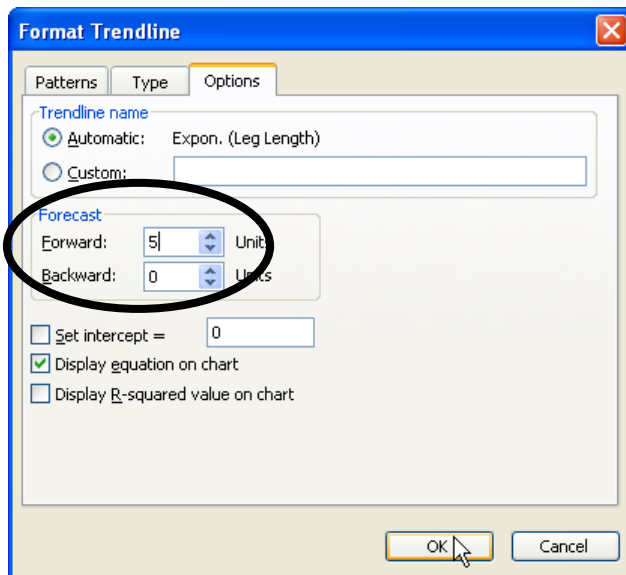 Format Trendline
Patterns Type Options
Trendline name
Automatic: Expon. (Leg Length)
Custom:
Forecast
Forward: 5 Units
Backward: 0 Units
Set intercept = 0
Display equation on chart
Display R-squared value on chart
OK Cancel